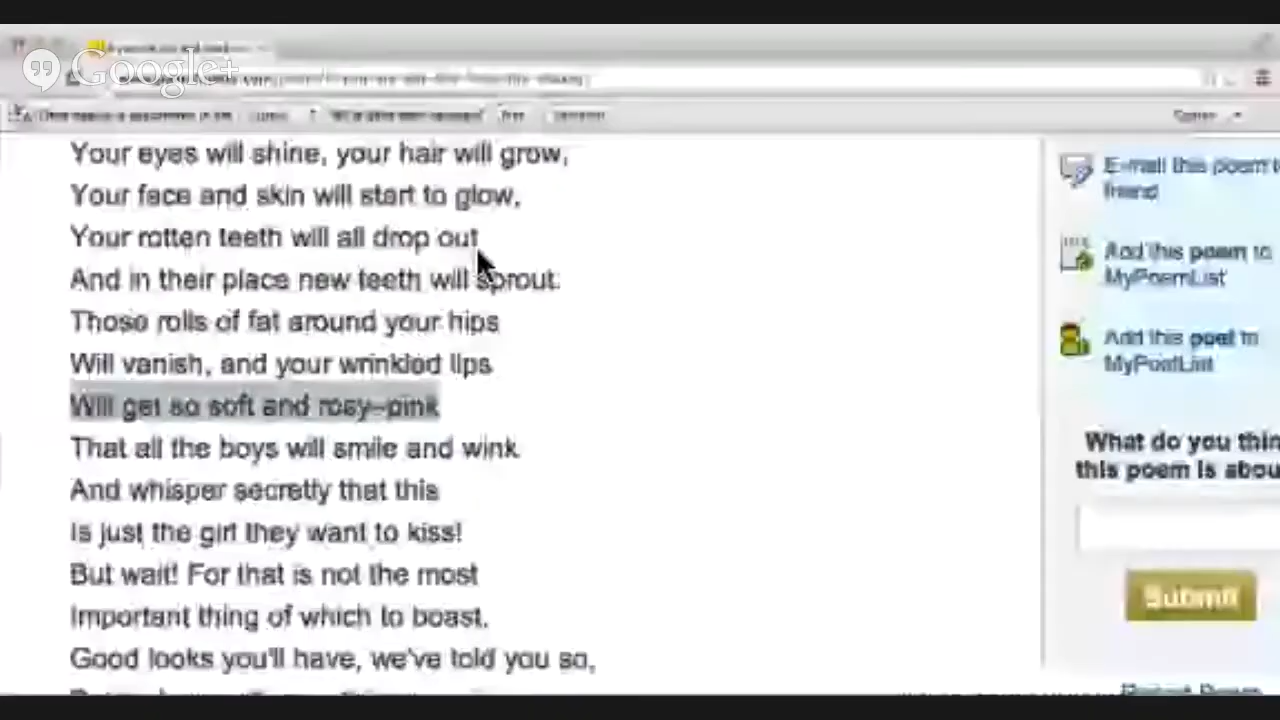 Google+
Your eyes will shine, your hair will grow,
Your face and skin will start to glow,
Your rotten teeth will all drop out
And in their place new teeth will sprout.
Those rolls of fat around your hips
Will vanish, and your wrinkled lips
Will get so soft and rosy-pink
That all the boys will smile and wink
And whisper secretly that this
Is just the girl they want to kiss!
But wait! For that is not the most
Important thing of which to boast.
Good looks you'll have, we've told you so,
E-mail this poem to
friend
Add this poem to
MyPoemList
Add this poet to
MyPoetList
What do you thin
this poem is abou
Submit